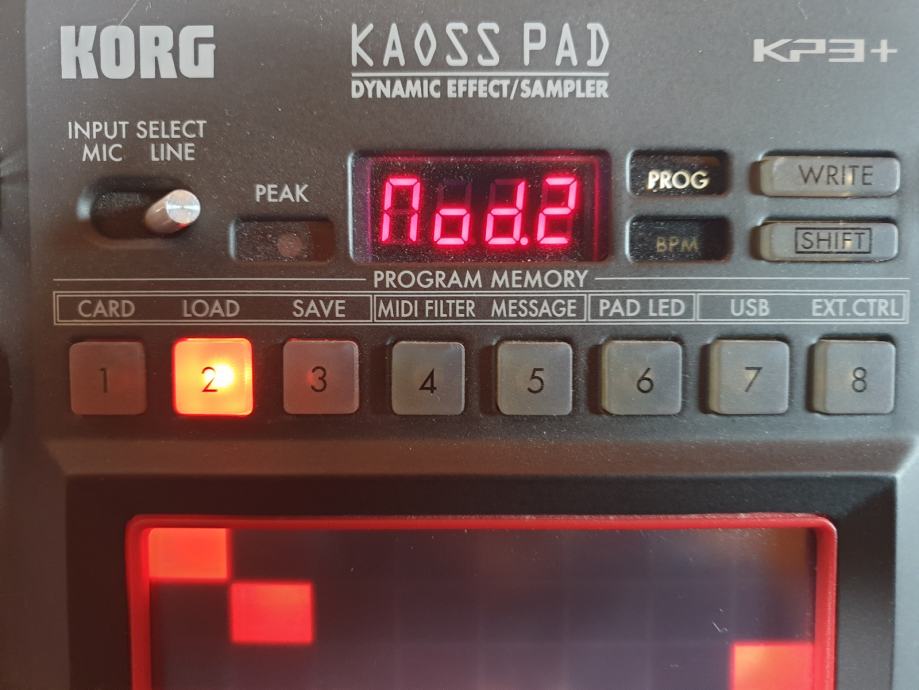 KORG KAOSS PAD KP3+
DYNAMIC EFFECT/SAMPLER
INPUT SELECT
MIC LINE
PEAK
Mod.2
PROG
WRITE
BPM
SHIFT
PROGRAM MEMORY
CARD LOAD SAVE MIDI FILTER MESSAGE PAD LED USB EXT.CTRL
1 2 3 4 5 6 7 8